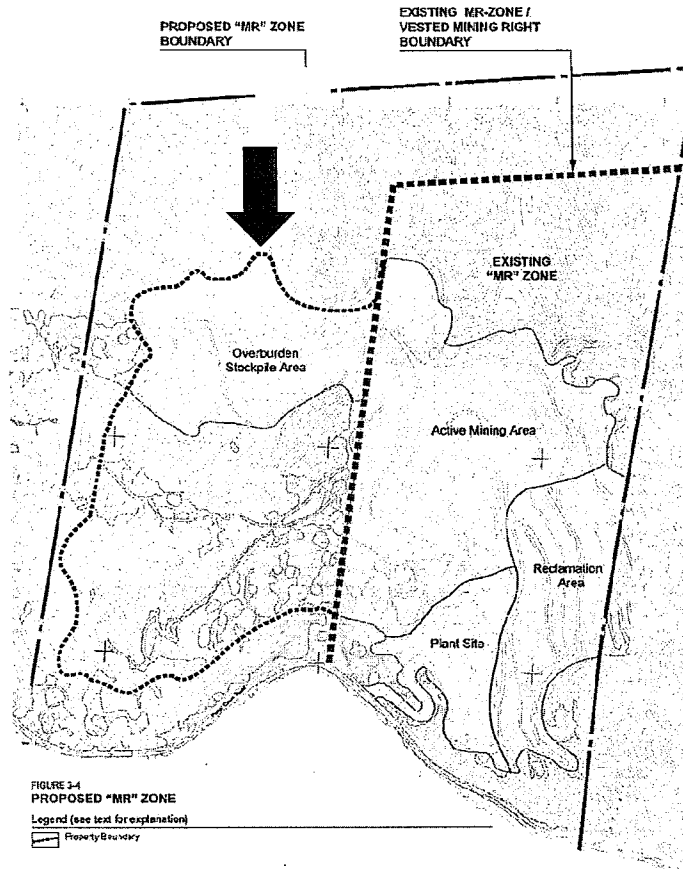 PROPOSED “MR” ZONE
BOUNDARY
EXISTING MR-ZONE /
VESTED MINING RIGHT
BOUNDARY
EXISTING
“MR” ZONE
Overburden
Stockpile Area
Active Mining Area
Reclamation
Area
Plant Site
FIGURE 3-4
PROPOSED “MR” ZONE
Legend (see text for explanation)
Property Boundary